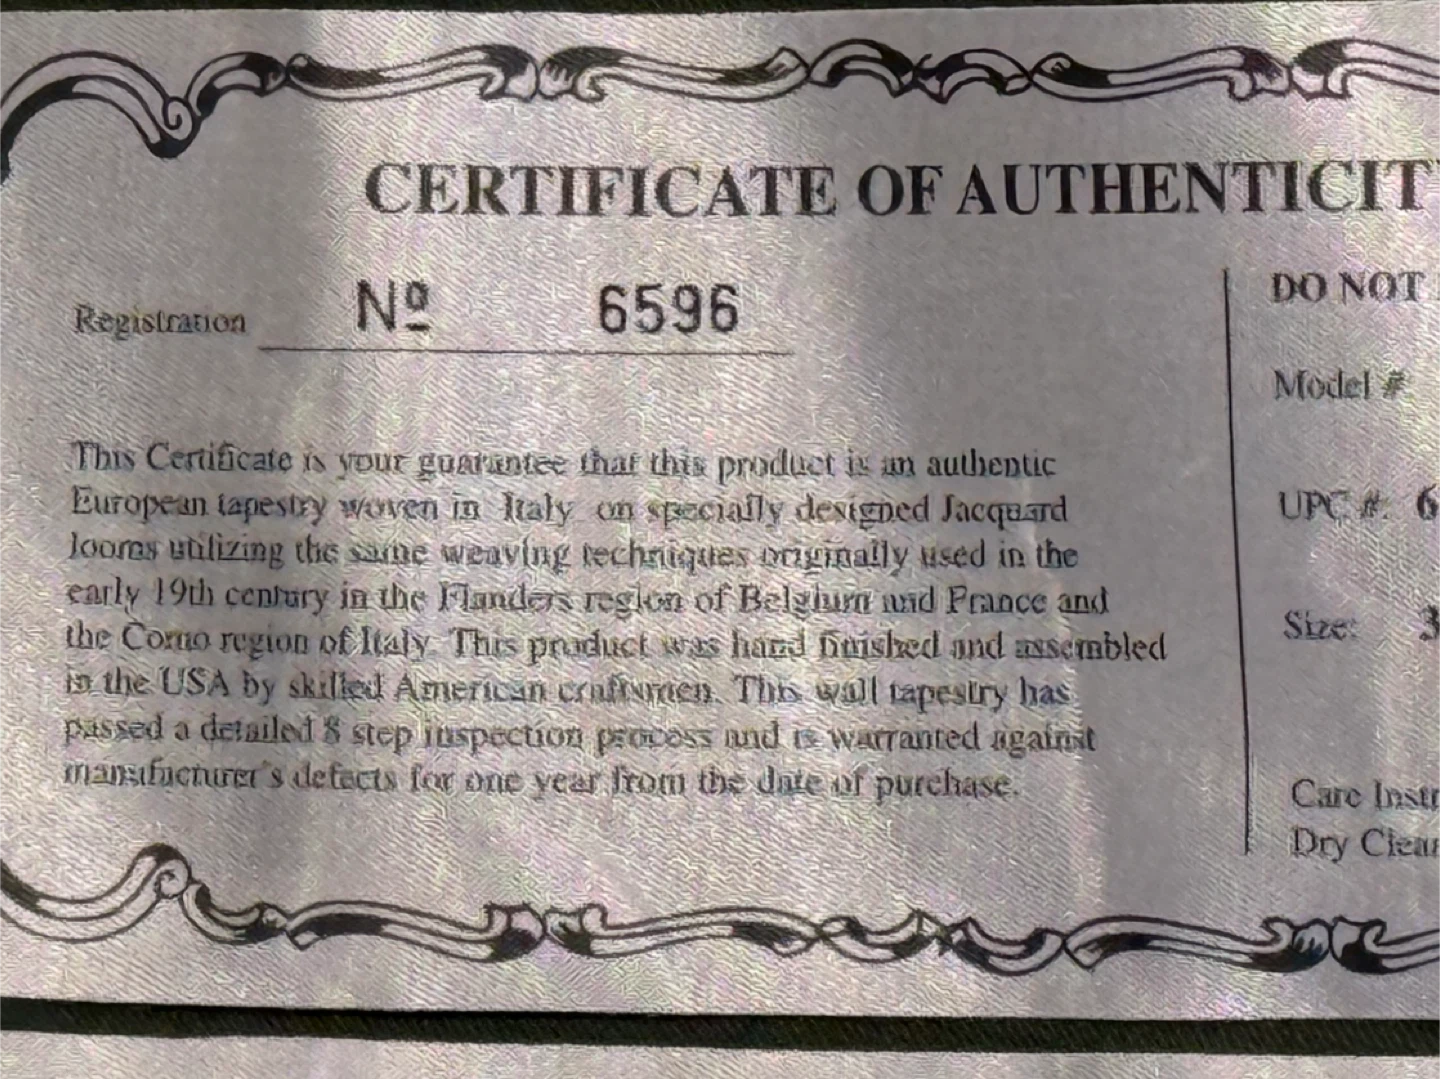 CERTIFICATE OF AUTHENTICIT
Registration Nº 6596
This Certificate is your guarantee that this product is an authentic
European tapestry woven in Italy on specially designed Jacquard
looms utilizing the same weaving techniques originally used in the
early 19th century in the Flanders region of Belgium and France and
the Como region of Italy. This product was hand finished and assembled
in the USA by skilled American craftsmen. This wall tapestry has
passed a detailed 8 step inspection process and is warranted against
manufacturer's defects for one year from the date of purchase.
DO NOT
Model #
UPC #: 6
Size: 3
Care Instr
Dry Clean